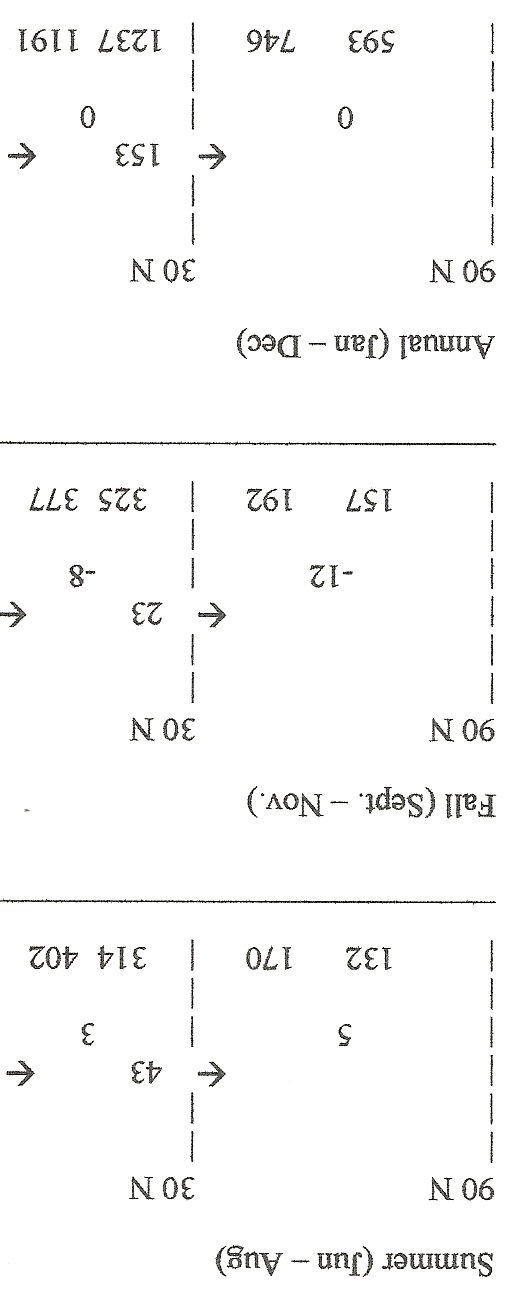 Summer (Jun – Aug)
90 N 30 N
← 43 ←
5 3
132 170 314 402
Fall (Sept. – Nov.)
90 N 30 N
← 23 ←
-12 -8
157 192 325 377
Annual (Jan – Dec)
90 N 30 N
← 153 ←
0 0
593 746 1237 1191